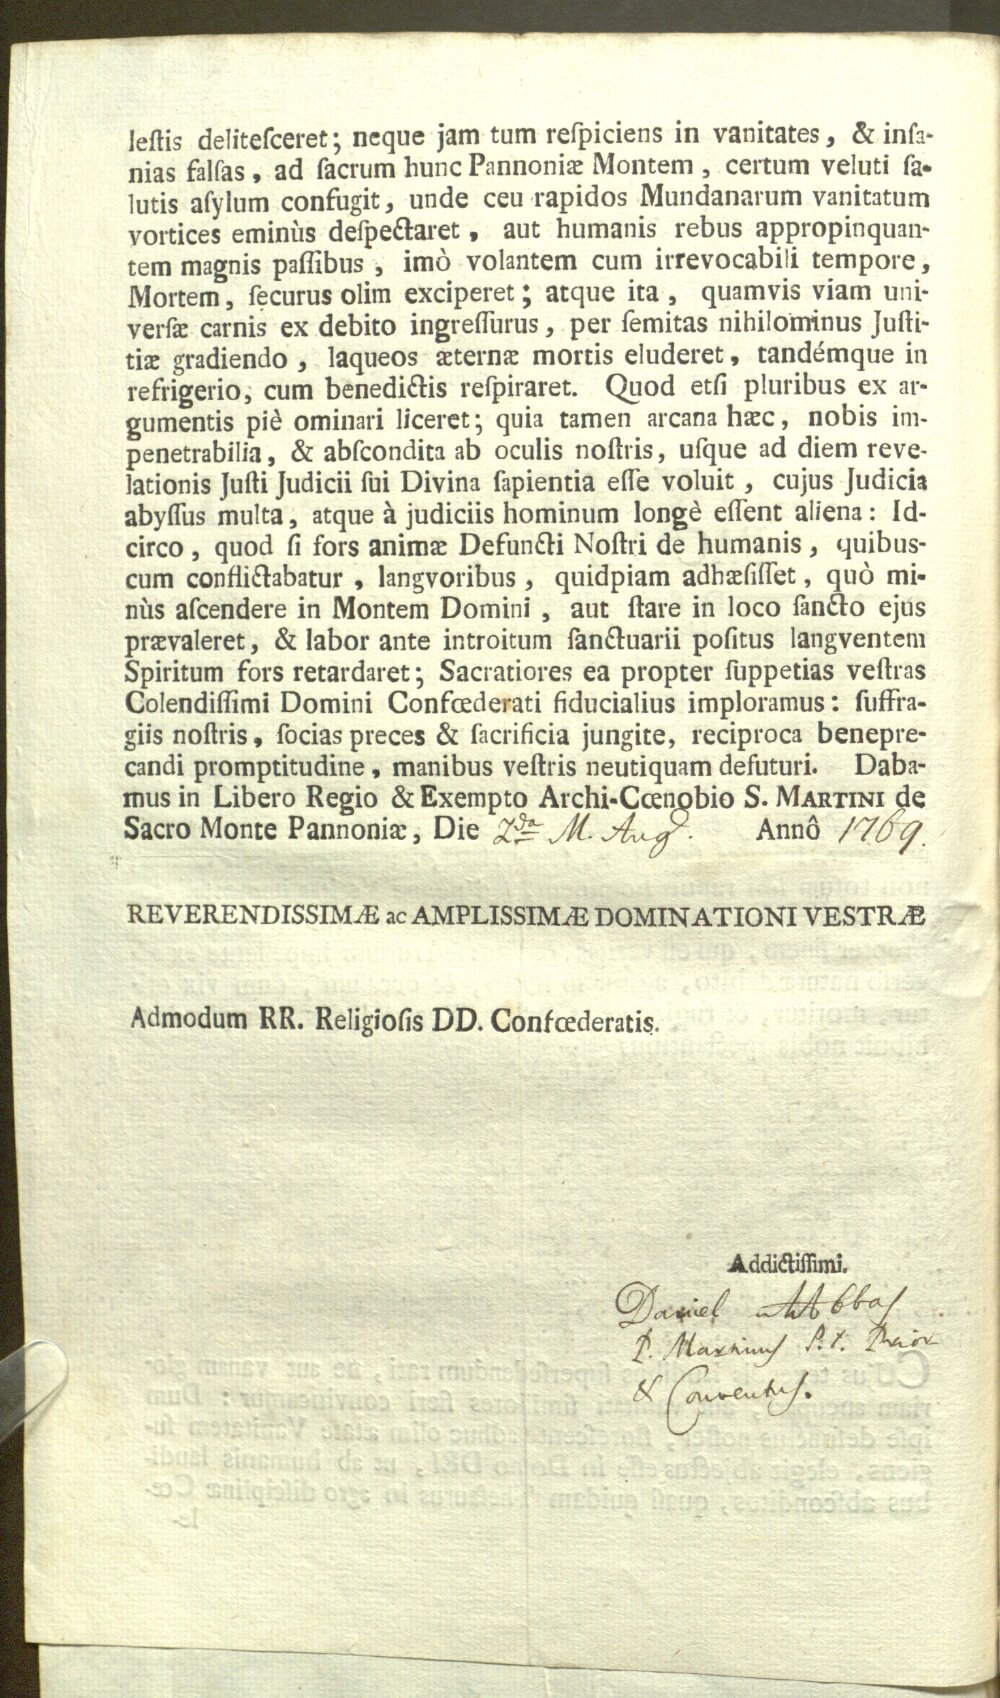 leſtis deliteſceret; neque jam tum reſpiciens in vanitates, & inſa-
nias falſas, ad ſacrum hunc Pannoniæ Montem, certum veluti ſa-
lutis aſylum confugit, unde ceu rapidos Mundanarum vanitatum
vortices eminùs deſpectaret, aut humanis rebus appropinquan-
tem magnis paſſibus, imò volantem cum irrevocabili tempore,
Mortem, ſecurus olim exciperet; atque ita, quamvis viam uni-
verſæ carnis ex debito ingreſſurus, per ſemitas nihilominus Juſti-
tiæ gradiendo, laqueos æternæ mortis eluderet, tandémque in
refrigerio, cum benedictis reſpiraret. Quod etſi pluribus ex ar-
gumentis piè ominari liceret; quia tamen arcana hæc, nobis im-
penetrabilia, & abſcondita ab oculis noſtris, uſque ad diem reve-
lationis Juſti Judicii ſui Divina ſapientia eſſe voluit, cujus Judicia
abyſſus multa, atque à judiciis hominum longè eſſent aliena: Id-
circo, quod ſi fors animæ Defuncti Noſtri de humanis, quibus-
cum conflictabatur, langvoribus, quidpiam adhæſiſſet, quò mi-
nùs aſcendere in Montem Domini, aut ſtare in loco ſancto ejus
prævaleret, & labor ante introitum ſanctuarii poſitus langventem
Spiritum fors retardaret; Sacratiores ea propter ſuppetias veſtras
Colendiſſimi Domini Confœderati fiducialius imploramus: ſuffra-
giis noſtris, ſocias preces & ſacrificia jungite, reciproca benepre-
candi promptitudine, manibus veſtris neutiquam defuturi. Daba-
mus in Libero Regio & Exempto Archi-Cœnobio S. MARTINI de
Sacro Monte Pannoniæ, Die 2da M. Aug. Annô 1769.
REVERENDISSIMÆ ac AMPLISSIMÆ DOMINATIONI VESTRÆ
Admodum RR. Religioſis DD. Confœderatis.
Addictiſſimi.
Daniel Abbas
P. Marinus P. t. Prior
& Conventus.